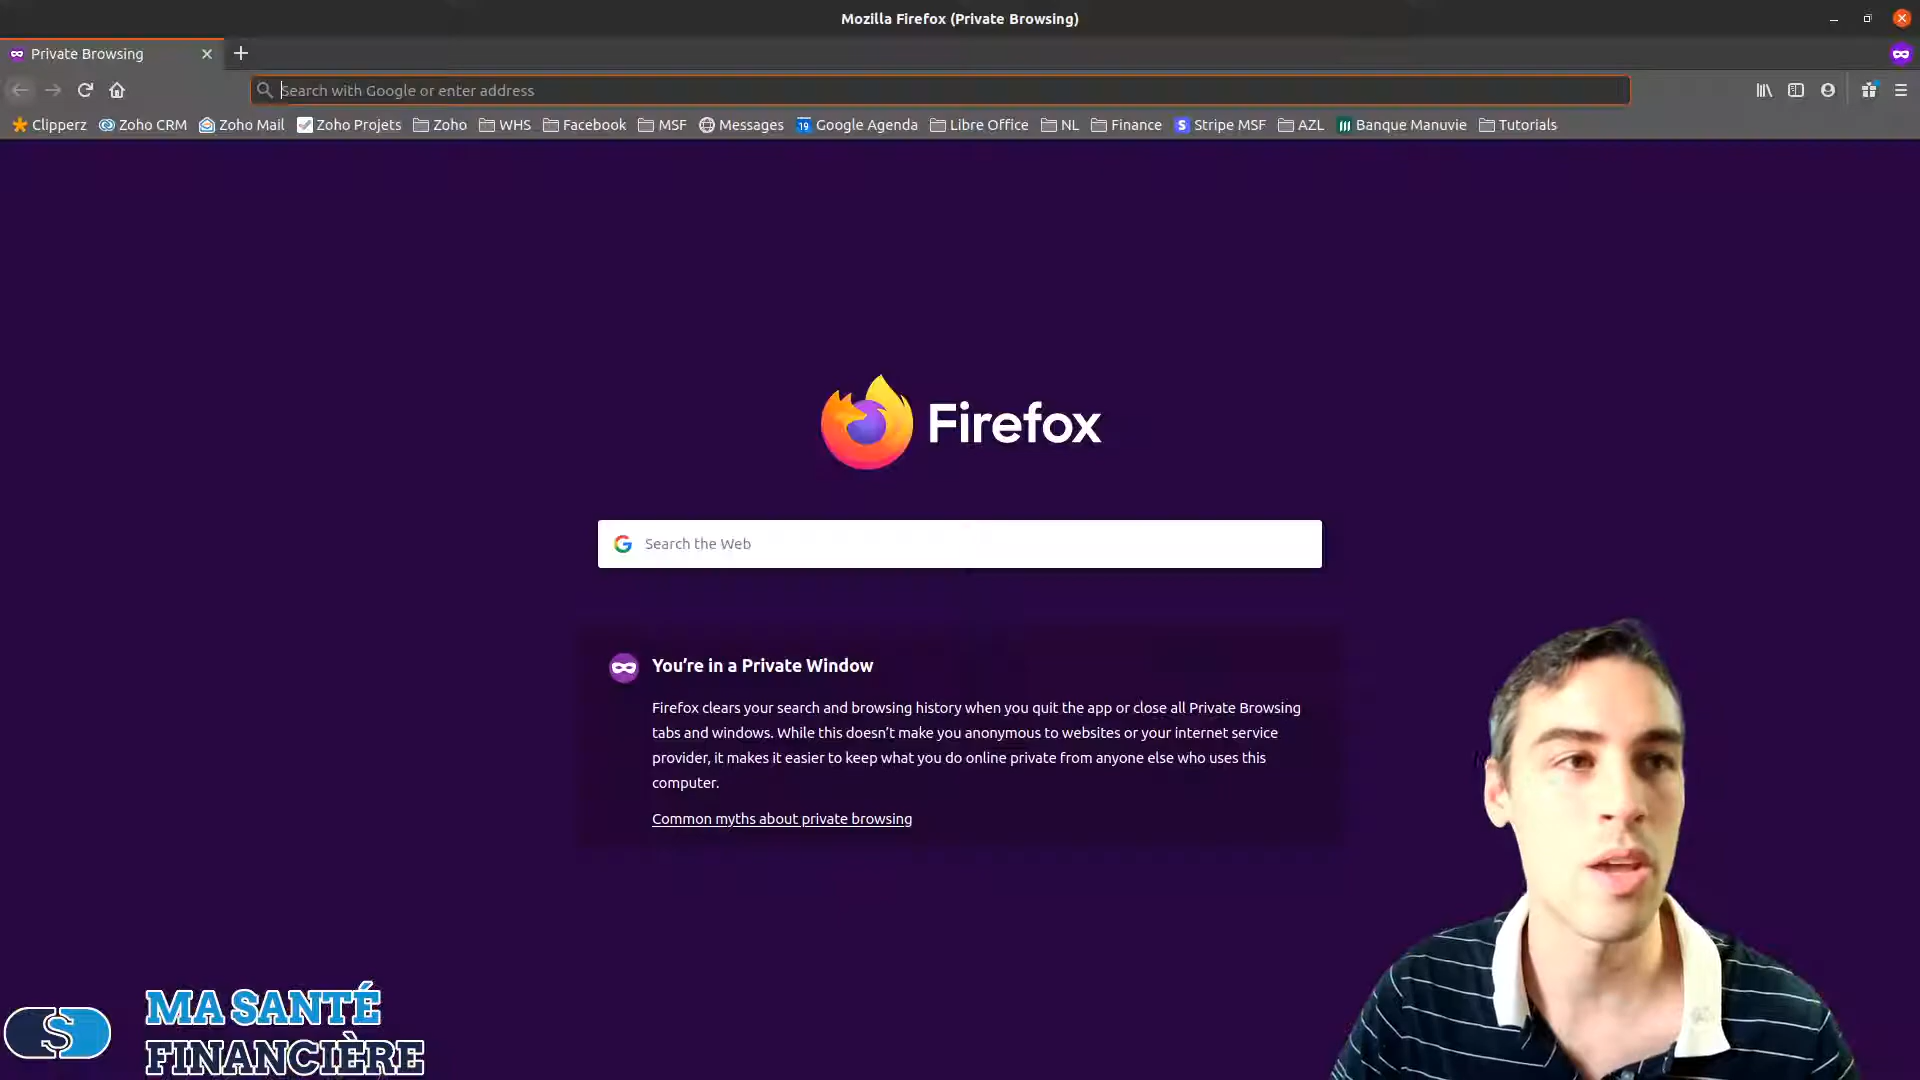 Mozilla Firefox (Private Browsing)
Private Browsing
Search with Google or enter address
Clipperz Zoho CRM Zoho Mail Zoho Projets Zoho WHS Facebook MSF Messages 19 Google Agenda Libre Office NL Finance S Stripe MSF AZL Banque Manuvie Tutorials
Firefox
Search the Web
You're in a Private Window
Firefox clears your search and browsing history when you quit the app or close all Private Browsing
tabs and windows. While this doesn't make you anonymous to websites or your internet service
provider, it makes it easier to keep what you do online private from anyone else who uses this
computer.
Common myths about private browsing
S
MA SANTÉ
FINANCIÈRE